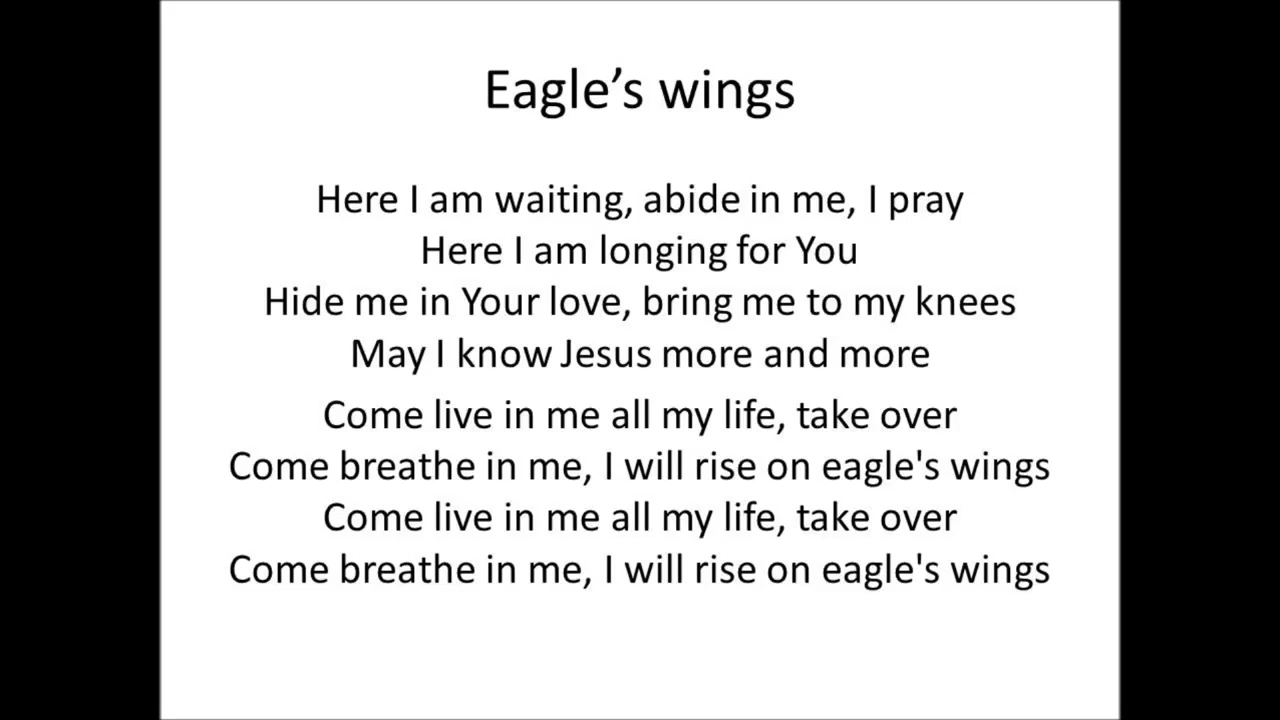 Eagle’s wings
Here I am waiting, abide in me, I pray
Here I am longing for You
Hide me in Your love, bring me to my knees
May I know Jesus more and more
Come live in me all my life, take over
Come breathe in me, I will rise on eagle's wings
Come live in me all my life, take over
Come breathe in me, I will rise on eagle's wings